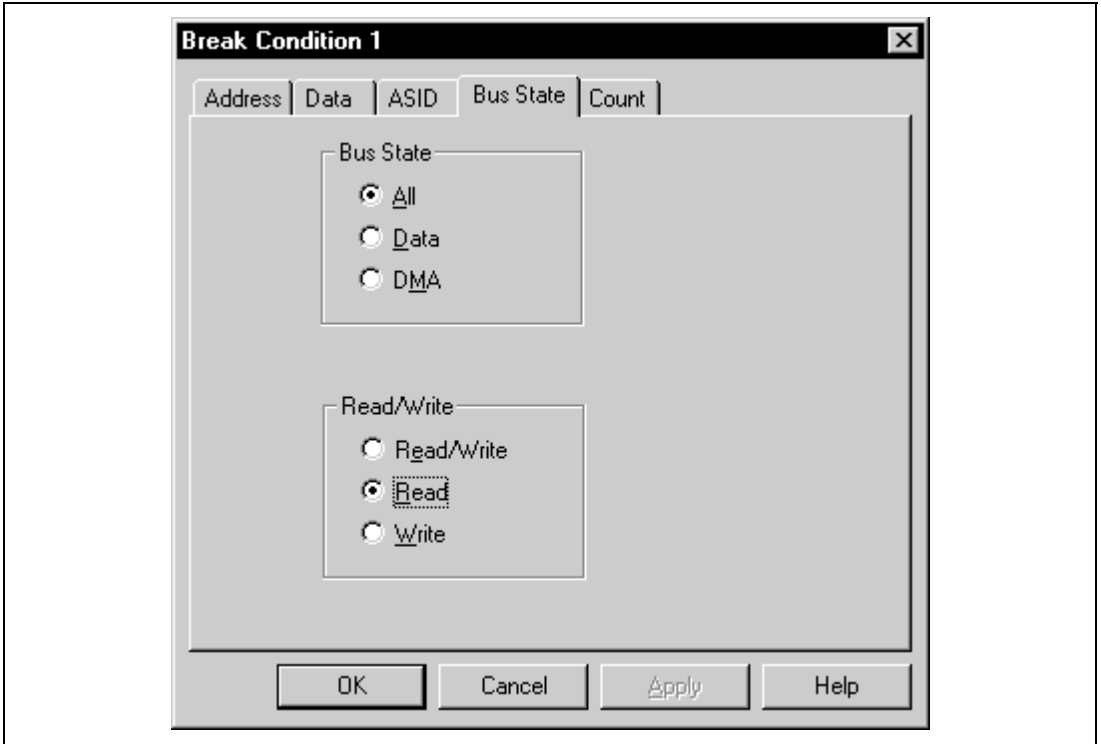 Break Condition 1
Address Data ASID Bus State Count
Bus State
All
Data
DMA
Read/Write
Read/Write
Read
Write
OK Cancel Apply Help